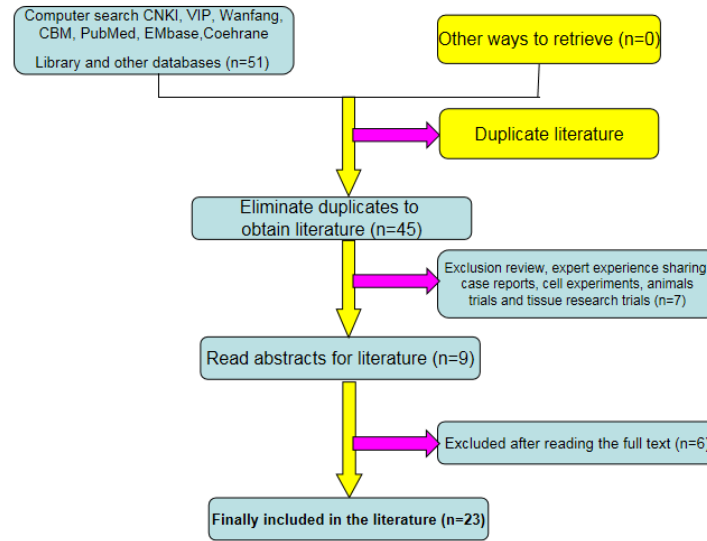 Computer search CNKI, VIP, Wanfang,
CBM, PubMed, EMbase,Coehrane
Library and other databases (n=51)
Other ways to retrieve (n=0)
Duplicate literature
Eliminate duplicates to
obtain literature (n=45)
Exclusion review, expert experience sharing
case reports, cell experiments, animals
trials and tissue research trials (n=7)
Read abstracts for literature (n=9)
Excluded after reading the full text (n=6)
Finally included in the literature (n=23)